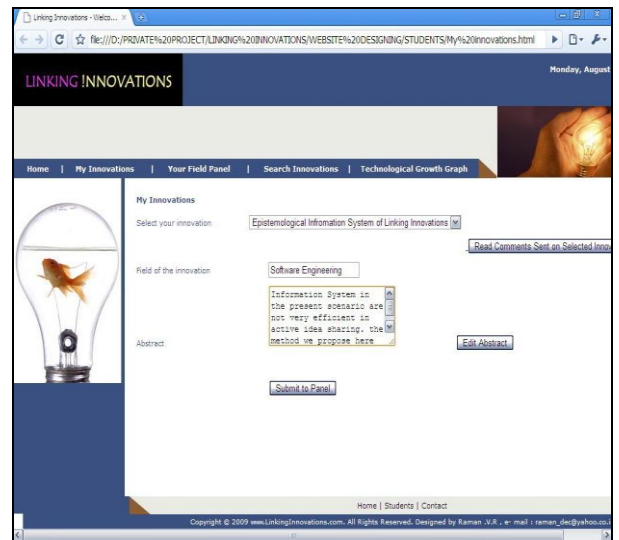 Linking Innovations - Welco...
file:///D:/PRIVATE%20PROJECT/LINKING%20INNOVATIONS/WEBSITE%20DESIGNING/STUDENTS/My%20innovations.html
Monday, August
LINKING !NNOVATIONS
Home | My Innovations | Your Field Panel | Search Innovations | Technological Growth Graph
My Innovations
Select your innovation
Epistemological Infromation System of Linking Innovations
Read Comments Sent on Selected Innov
Field of the innovation
Software Engineering
Information System in
the present scenario are
not very efficient in
active idea sharing. the
method we propose here
Abstract
Edit Abstract
Submit to Panel
Home | Students | Contact
Copyright © 2009 www.LinkingInnovations.com. All Rights Reserved. Designed by Raman .V.R , e- mail : raman_dec@yahoo.co.i